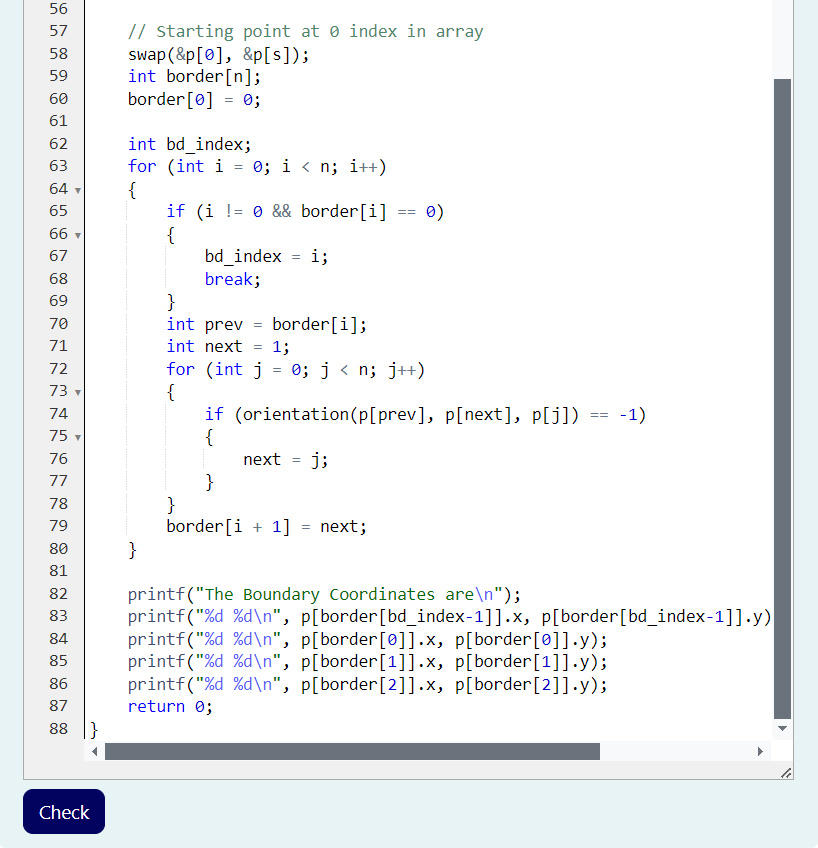 56
57     // Starting point at 0 index in array
58     swap(&p[0], &p[s]);
59     int border[n];
60     border[0] = 0;
61
62     int bd_index;
63     for (int i = 0; i < n; i++)
64     {
65         if (i != 0 && border[i] == 0)
66         {
67             bd_index = i;
68             break;
69         }
70         int prev = border[i];
71         int next = 1;
72         for (int j = 0; j < n; j++)
73         {
74             if (orientation(p[prev], p[next], p[j]) == -1)
75             {
76                 next = j;
77             }
78         }
79         border[i + 1] = next;
80     }
81
82     printf("The Boundary Coordinates are\n");
83     printf("%d %d\n", p[border[bd_index-1]].x, p[border[bd_index-1]].y)
84     printf("%d %d\n", p[border[0]].x, p[border[0]].y);
85     printf("%d %d\n", p[border[1]].x, p[border[1]].y);
86     printf("%d %d\n", p[border[2]].x, p[border[2]].y);
87     return 0;
88 }
Check